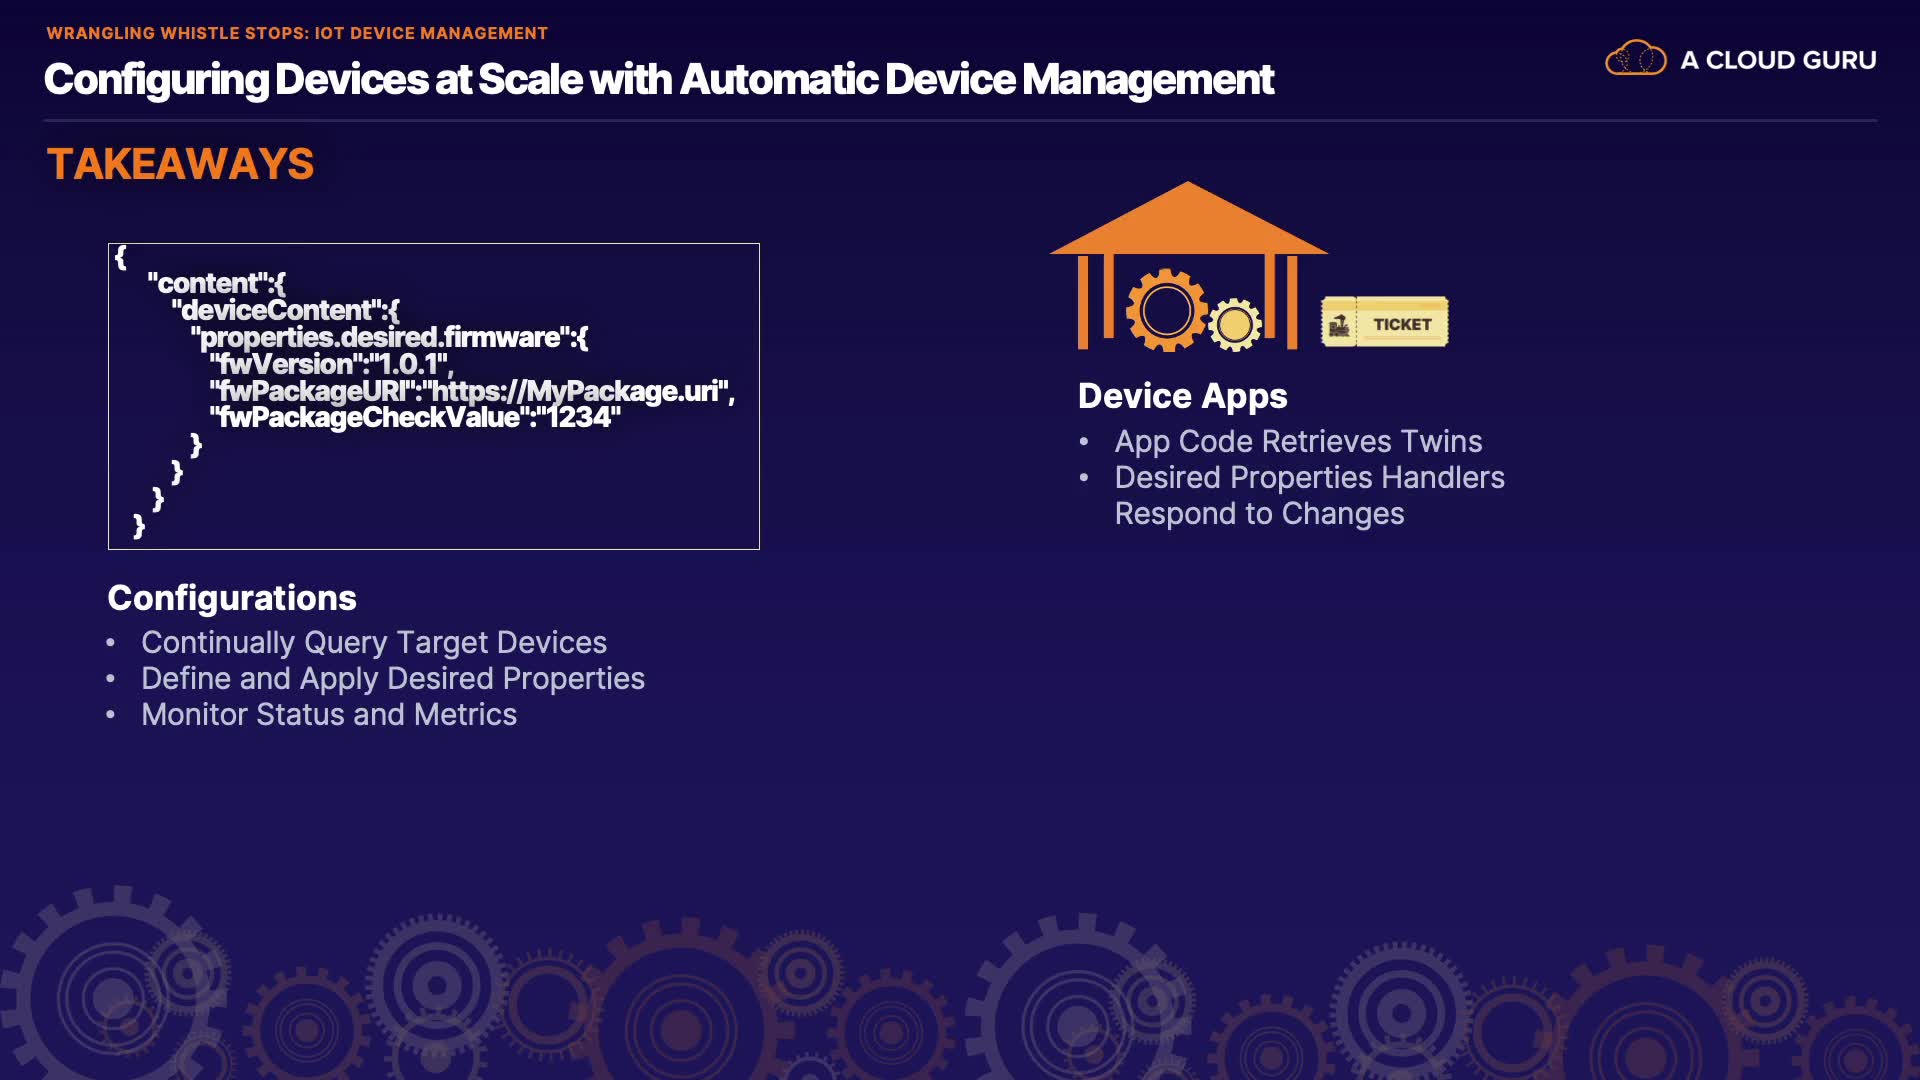 WRANGLING WHISTLE STOPS: IOT DEVICE MANAGEMENT
Configuring Devices at Scale with Automatic Device Management
A CLOUD GURU
TAKEAWAYS
{
"content":{
"deviceContent":{
"properties.desired.firmware":{
"fwVersion":"1.0.1",
"fwPackageURI":"https://MyPackage.uri",
"fwPackageCheckValue":"1234"
}
}
}
}
Configurations
• Continually Query Target Devices
• Define and Apply Desired Properties
• Monitor Status and Metrics
TICKET
Device Apps
• App Code Retrieves Twins
• Desired Properties Handlers
Respond to Changes